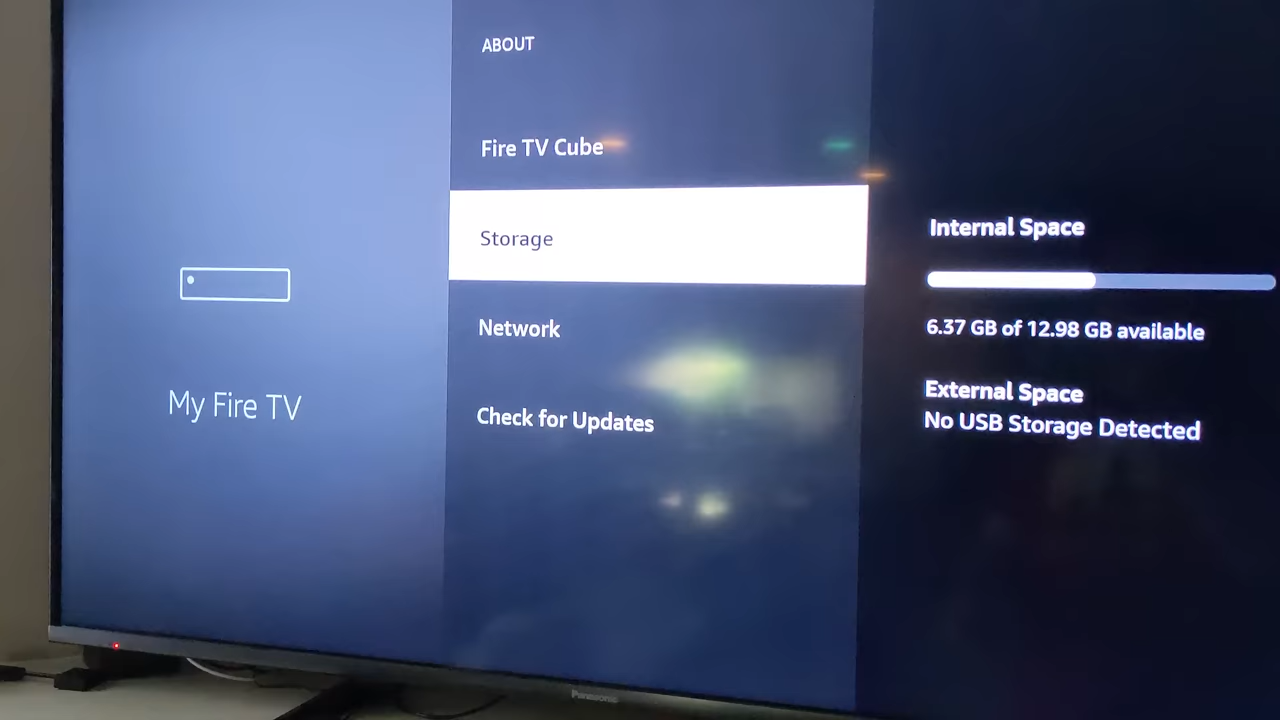 ABOUT
Fire TV Cube
Storage
Network
Check for Updates
My Fire TV
Internal Space
6.37 GB of 12.98 GB available
External Space
No USB Storage Detected
Panasonic